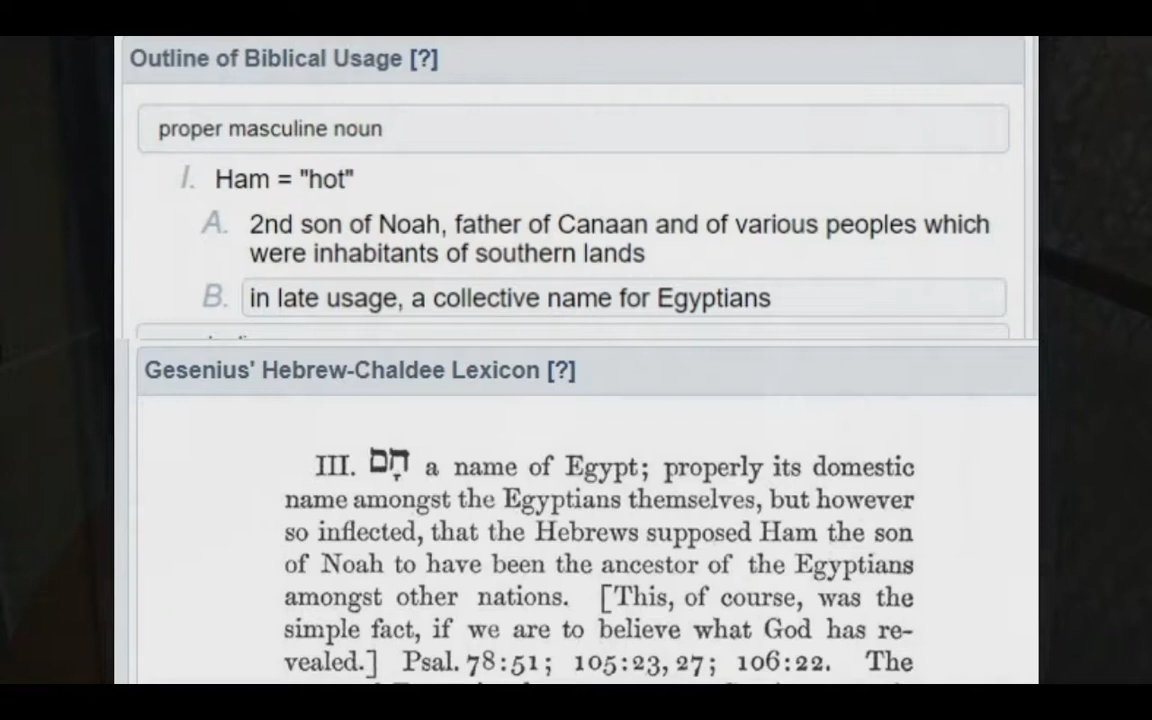 Outline of Biblical Usage [?]
proper masculine noun
I. Ham = "hot"
A. 2nd son of Noah, father of Canaan and of various peoples which
were inhabitants of southern lands
B. in late usage, a collective name for Egyptians
Gesenius' Hebrew-Chaldee Lexicon [?]
III. חָם a name of Egypt; properly its domestic
name amongst the Egyptians themselves, but however
so inflected, that the Hebrews supposed Ham the son
of Noah to have been the ancestor of the Egyptians
amongst other nations. [This, of course, was the
simple fact, if we are to believe what God has re-
vealed.] Psal. 78:51; 105:23, 27; 106:22. The